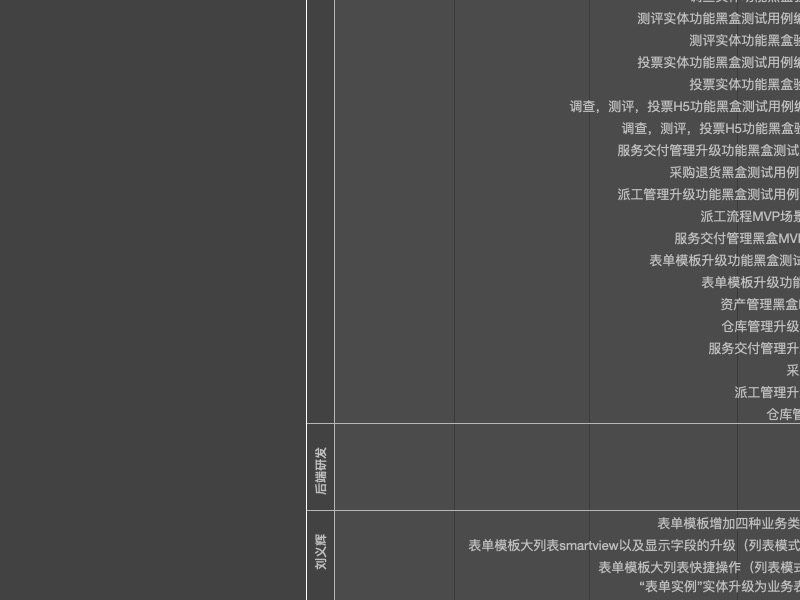 测评实体功能黑盒测试用例编
测评实体功能黑盒验
投票实体功能黑盒测试用例编
投票实体功能黑盒验
调查，测评，投票H5功能黑盒测试用例编
调查，测评，投票H5功能黑盒验
服务交付管理升级功能黑盒测试
采购退货黑盒测试用例
派工管理升级功能黑盒测试用例
派工流程MVP场景
服务交付管理黑盒MVP
表单模板升级功能黑盒测试
表单模板升级功能
资产管理黑盒
仓库管理升级
服务交付管理升
采
派工管理升
仓库管
后端研发
刘义辉
表单模板增加四种业务类
表单模板大列表smartview以及显示字段的升级（列表模式
表单模板大列表快捷操作（列表模式
“表单实例”实体升级为业务表